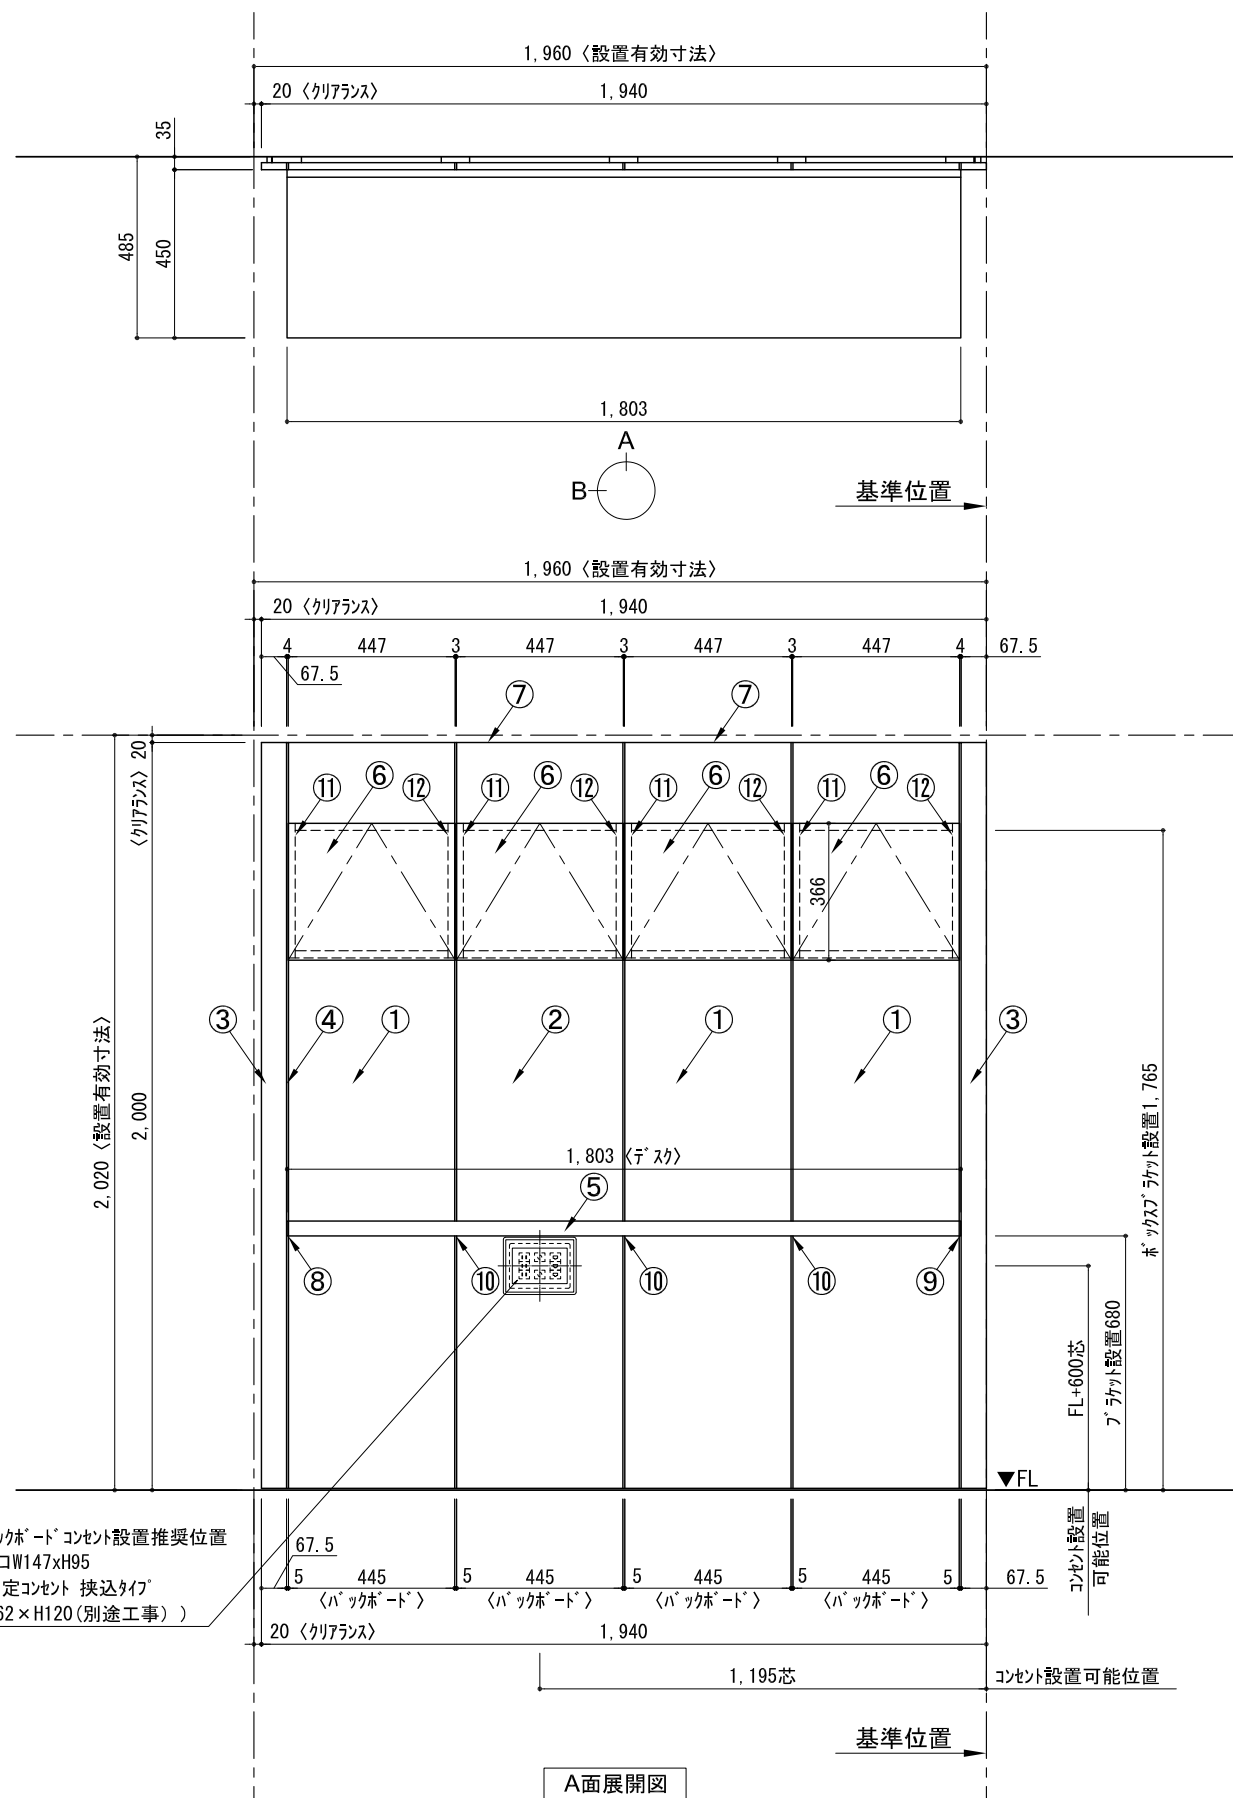 1,960〈設置有効寸法〉
20〈クリアランス〉 1,940
35
485
450
1,803
A
B
基準位置
1,960〈設置有効寸法〉
20〈クリアランス〉 1,940
4 447 3 447 3 447 3 447 4 67.5
67.5
⑦ ⑦
〈クリアランス〉20
⑪ ⑥ ⑫ ⑪ ⑥ ⑫ ⑪ ⑥ ⑫ ⑪ ⑥ ⑫
366
③ ④ ① ② ① ① ③
2,020〈設置有効寸法〉
2,000
ボックスブラケット設置1,765
1,803〈デスク〉
⑤
⑧ ⑩ ⑩ ⑩ ⑨
FL+600芯
ブラケット設置680
▼FL
コンセント設置
可能位置
ックボードコンセント設置推奨位置
口W147xH95
定コンセント 挟込タイプ
62×H120(別途工事) )
67.5
5 445 5 445 5 445 5 445 5 67.5
〈バックボード〉 〈バックボード〉 〈バックボード〉 〈バックボード〉
20〈クリアランス〉 1,940
1,195芯 コンセント設置可能位置
基準位置
A面展開図